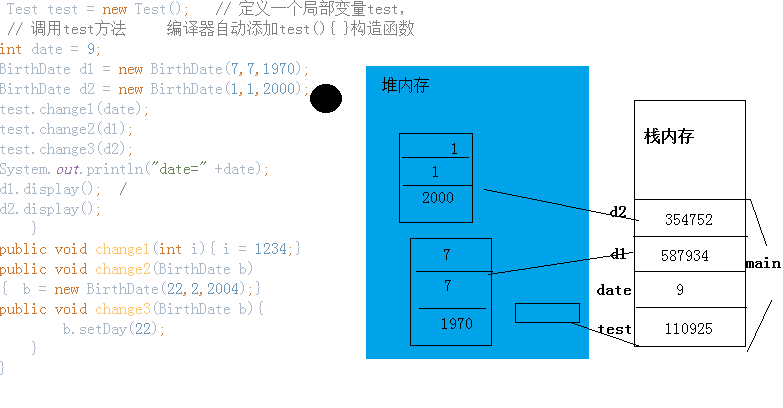 Test test = new Test();   // 定义一个局部变量test,
// 调用test方法     编译器自动添加test(){ }构造函数
int date = 9;
BirthDate d1 = new BirthDate(7,7,1970);
BirthDate d2 = new BirthDate(1,1,2000);
test.change1(date);
test.change2(d1);
test.change3(d2);
System.out.println("date=" +date);
d1.display();  /
d2.display();
}
public void change1(int i){ i = 1234;}
public void change2(BirthDate b)
{  b = new BirthDate(22,2,2004);}
public void change3(BirthDate b){
b.setDay(22);
}
}
堆内存
1
1
2000
7
7
1970
栈内存
d2
354752
d1
587934
main
date
9
test
110925